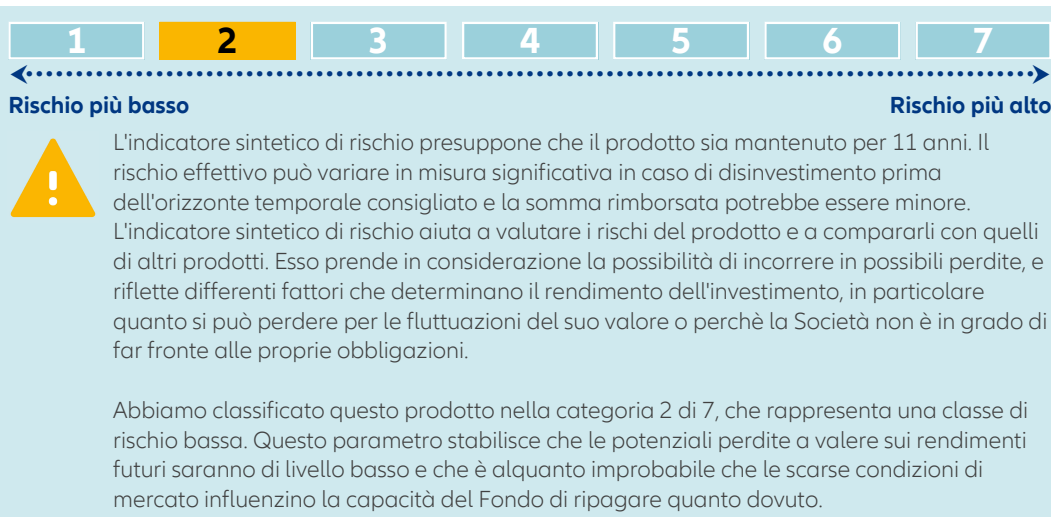 1 2 3 4 5 6 7
Rischio più basso Rischio più alto
L'indicatore sintetico di rischio presuppone che il prodotto sia mantenuto per 11 anni. Il
rischio effettivo può variare in misura significativa in caso di disinvestimento prima
dell'orizzonte temporale consigliato e la somma rimborsata potrebbe essere minore.
L'indicatore sintetico di rischio aiuta a valutare i rischi del prodotto e a compararli con quelli
di altri prodotti. Esso prende in considerazione la possibilità di incorrere in possibili perdite, e
riflette differenti fattori che determinano il rendimento dell'investimento, in particolare
quanto si può perdere per le fluttuazioni del suo valore o perchè la Società non è in grado di
far fronte alle proprie obbligazioni.
Abbiamo classificato questo prodotto nella categoria 2 di 7, che rappresenta una classe di
rischio bassa. Questo parametro stabilisce che le potenziali perdite a valere sui rendimenti
futuri saranno di livello basso e che è alquanto improbabile che le scarse condizioni di
mercato influenzino la capacità del Fondo di ripagare quanto dovuto.